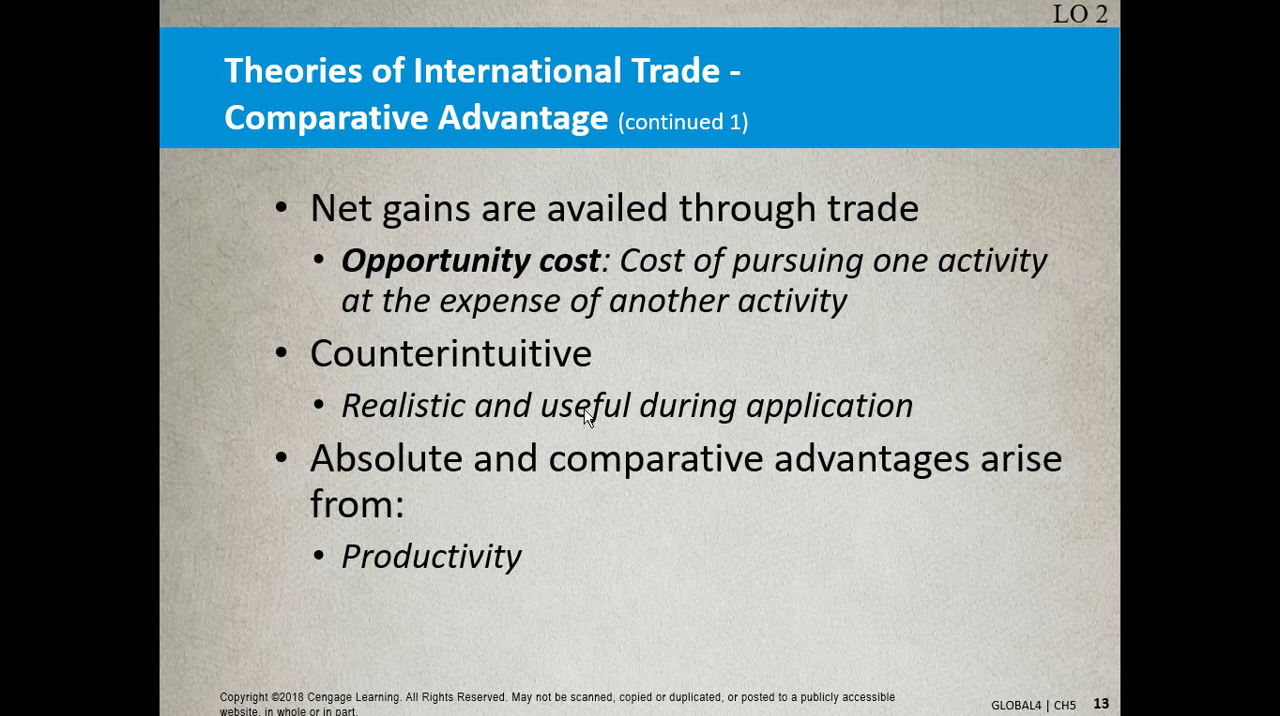 LO 2
Theories of International Trade -
Comparative Advantage (continued 1)
• Net gains are availed through trade
• Opportunity cost: Cost of pursuing one activity
at the expense of another activity
• Counterintuitive
• Realistic and useful during application
• Absolute and comparative advantages arise
from:
• Productivity
Copyright ©2018 Cengage Learning. All Rights Reserved. May not be scanned, copied or duplicated, or posted to a publicly accessible
website, in whole or in part.
GLOBAL4 | CH5 13